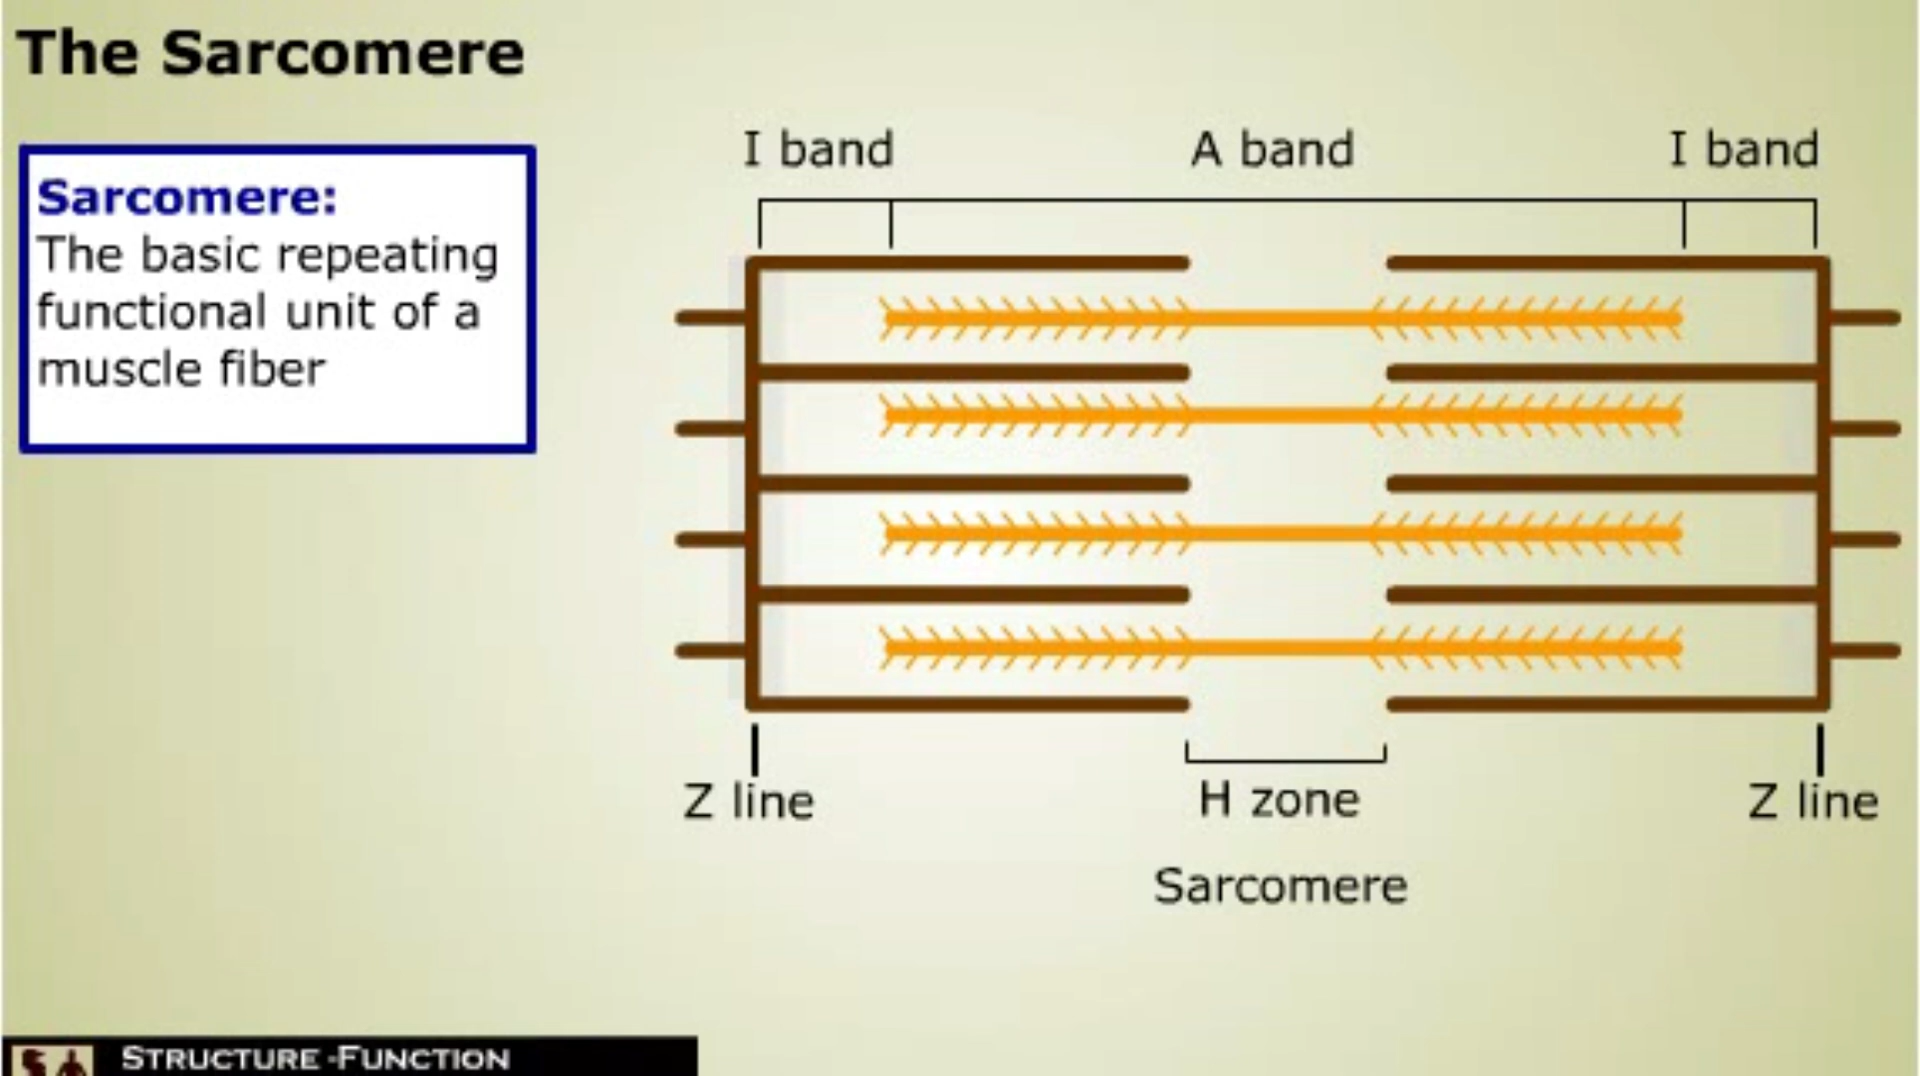 The Sarcomere
Sarcomere:
The basic repeating
functional unit of a
muscle fiber
I band
A band
I band
Z line
H zone
Z line
Sarcomere
STRUCTURE-FUNCTION